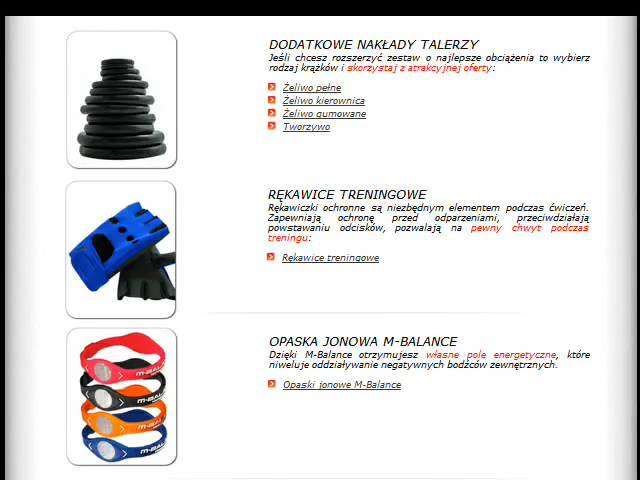 DODATKOWE NAKŁADY TALERZY
Jeśli chcesz rozszerzyć zestaw o najlepsze obciążenia to wybierz
rodzaj krążków i skorzystaj z atrakcyjnej oferty:
Żeliwo pełne
Żeliwo kierownica
Żeliwo gumowane
Tworzywo
RĘKAWICE TRENINGOWE
Rękawiczki ochronne są niezbędnym elementem podczas ćwiczeń.
Zapewniają ochronę przed odparzeniami, przeciwdziałają
powstawaniu odcisków, pozwalają na pewny chwyt podczas
treningu:
Rękawice treningowe
OPASKA JONOWA M-BALANCE
Dzięki M-Balance otrzymujesz własne pole energetyczne, które
niweluje oddziaływanie negatywnych bodźców zewnętrznych.
Opaski jonowe M-Balance